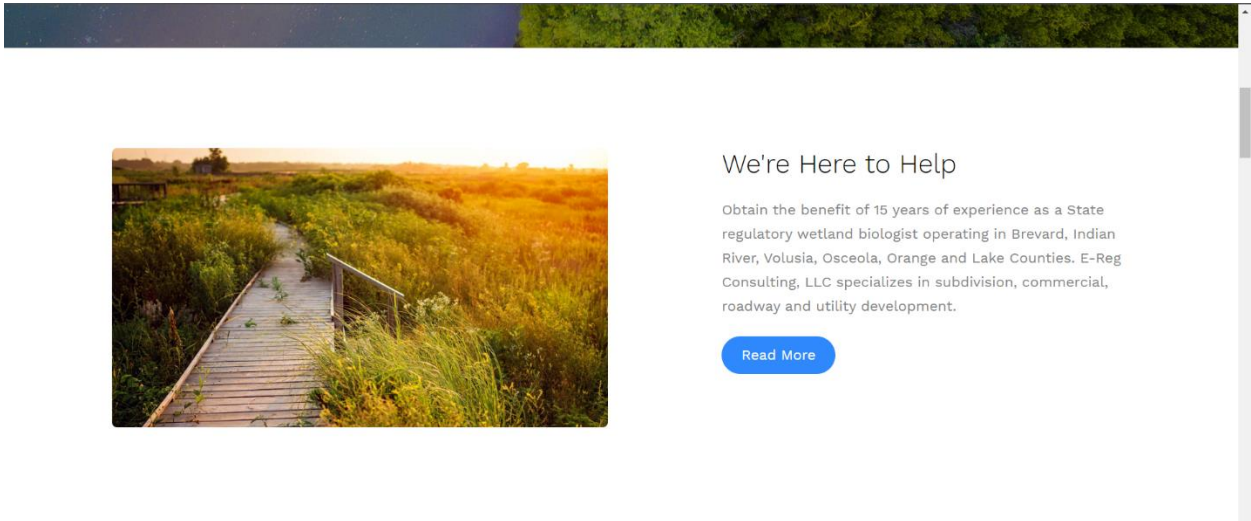 We're Here to Help
Obtain the benefit of 15 years of experience as a State
regulatory wetland biologist operating in Brevard, Indian
River, Volusia, Osceola, Orange and Lake Counties. E-Reg
Consulting, LLC specializes in subdivision, commercial,
roadway and utility development.
Read More